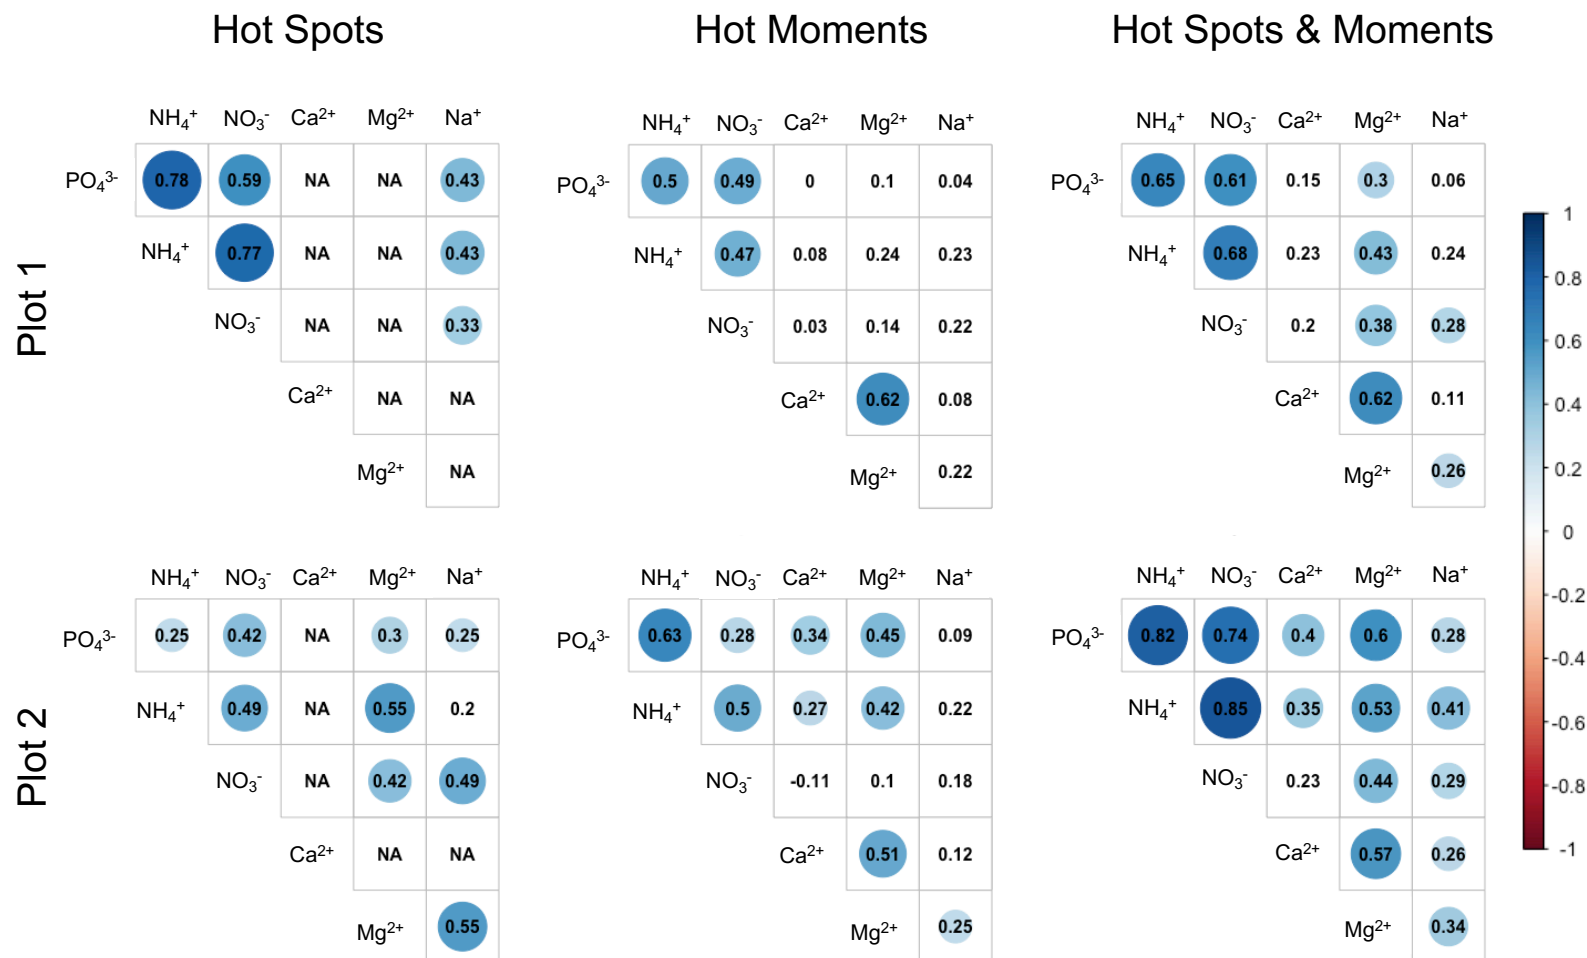 Hot Spots Hot Moments Hot Spots & Moments
Plot 1
NH₄⁺ NO₃⁻ Ca²⁺ Mg²⁺ Na⁺
PO₄³⁻ 0.78 0.59 NA NA 0.43
NH₄⁺ 0.77 NA NA 0.43
NO₃⁻ NA NA 0.33
Ca²⁺ NA NA
Mg²⁺ NA
NH₄⁺ NO₃⁻ Ca²⁺ Mg²⁺ Na⁺
PO₄³⁻ 0.5 0.49 0 0.1 0.04
NH₄⁺ 0.47 0.08 0.24 0.23
NO₃⁻ 0.03 0.14 0.22
Ca²⁺ 0.62 0.08
Mg²⁺ 0.22
NH₄⁺ NO₃⁻ Ca²⁺ Mg²⁺ Na⁺
PO₄³⁻ 0.65 0.61 0.15 0.3 0.06
NH₄⁺ 0.68 0.23 0.43 0.24
NO₃⁻ 0.2 0.38 0.28
Ca²⁺ 0.62 0.11
Mg²⁺ 0.26
Plot 2
NH₄⁺ NO₃⁻ Ca²⁺ Mg²⁺ Na⁺
PO₄³⁻ 0.25 0.42 NA 0.3 0.25
NH₄⁺ 0.49 NA 0.55 0.2
NO₃⁻ NA 0.42 0.49
Ca²⁺ NA NA
Mg²⁺ 0.55
NH₄⁺ NO₃⁻ Ca²⁺ Mg²⁺ Na⁺
PO₄³⁻ 0.63 0.28 0.34 0.45 0.09
NH₄⁺ 0.5 0.27 0.42 0.22
NO₃⁻ -0.11 0.1 0.18
Ca²⁺ 0.51 0.12
Mg²⁺ 0.25
NH₄⁺ NO₃⁻ Ca²⁺ Mg²⁺ Na⁺
PO₄³⁻ 0.82 0.74 0.4 0.6 0.28
NH₄⁺ 0.85 0.35 0.53 0.41
NO₃⁻ 0.23 0.44 0.29
Ca²⁺ 0.57 0.26
Mg²⁺ 0.34
1
0.8
0.6
0.4
0.2
0
-0.2
-0.4
-0.6
-0.8
-1